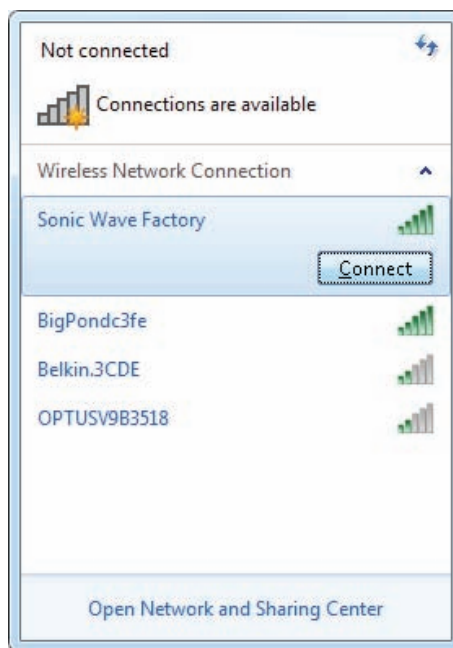 Not connected
Connections are available
Wireless Network Connection
Sonic Wave Factory
Connect
BigPondc3fe
Belkin.3CDE
OPTUSV9B3518
Open Network and Sharing Center